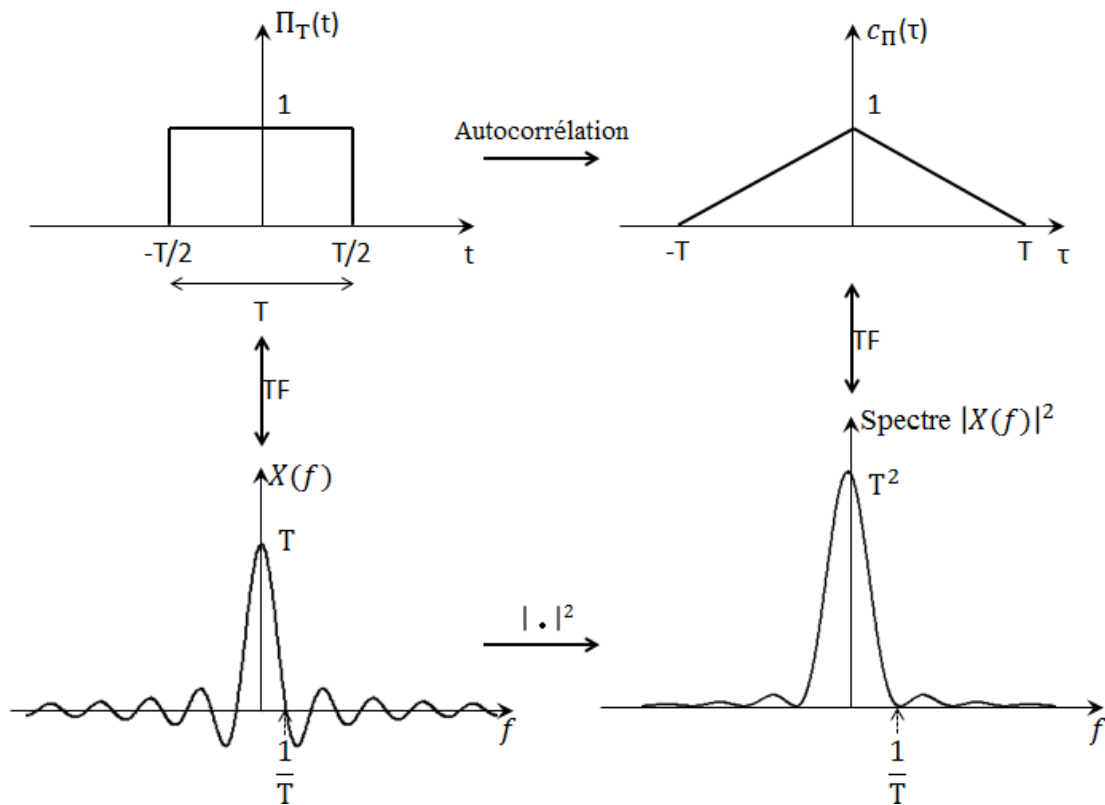 Π_T(t)
1
-T/2
T/2
t
T
Autocorrélation
c_Π(τ)
1
-T
T
τ
TF
TF
X(f)
T
f
1/T
| . |²
Spectre |X(f)|²
T²
f
1/T